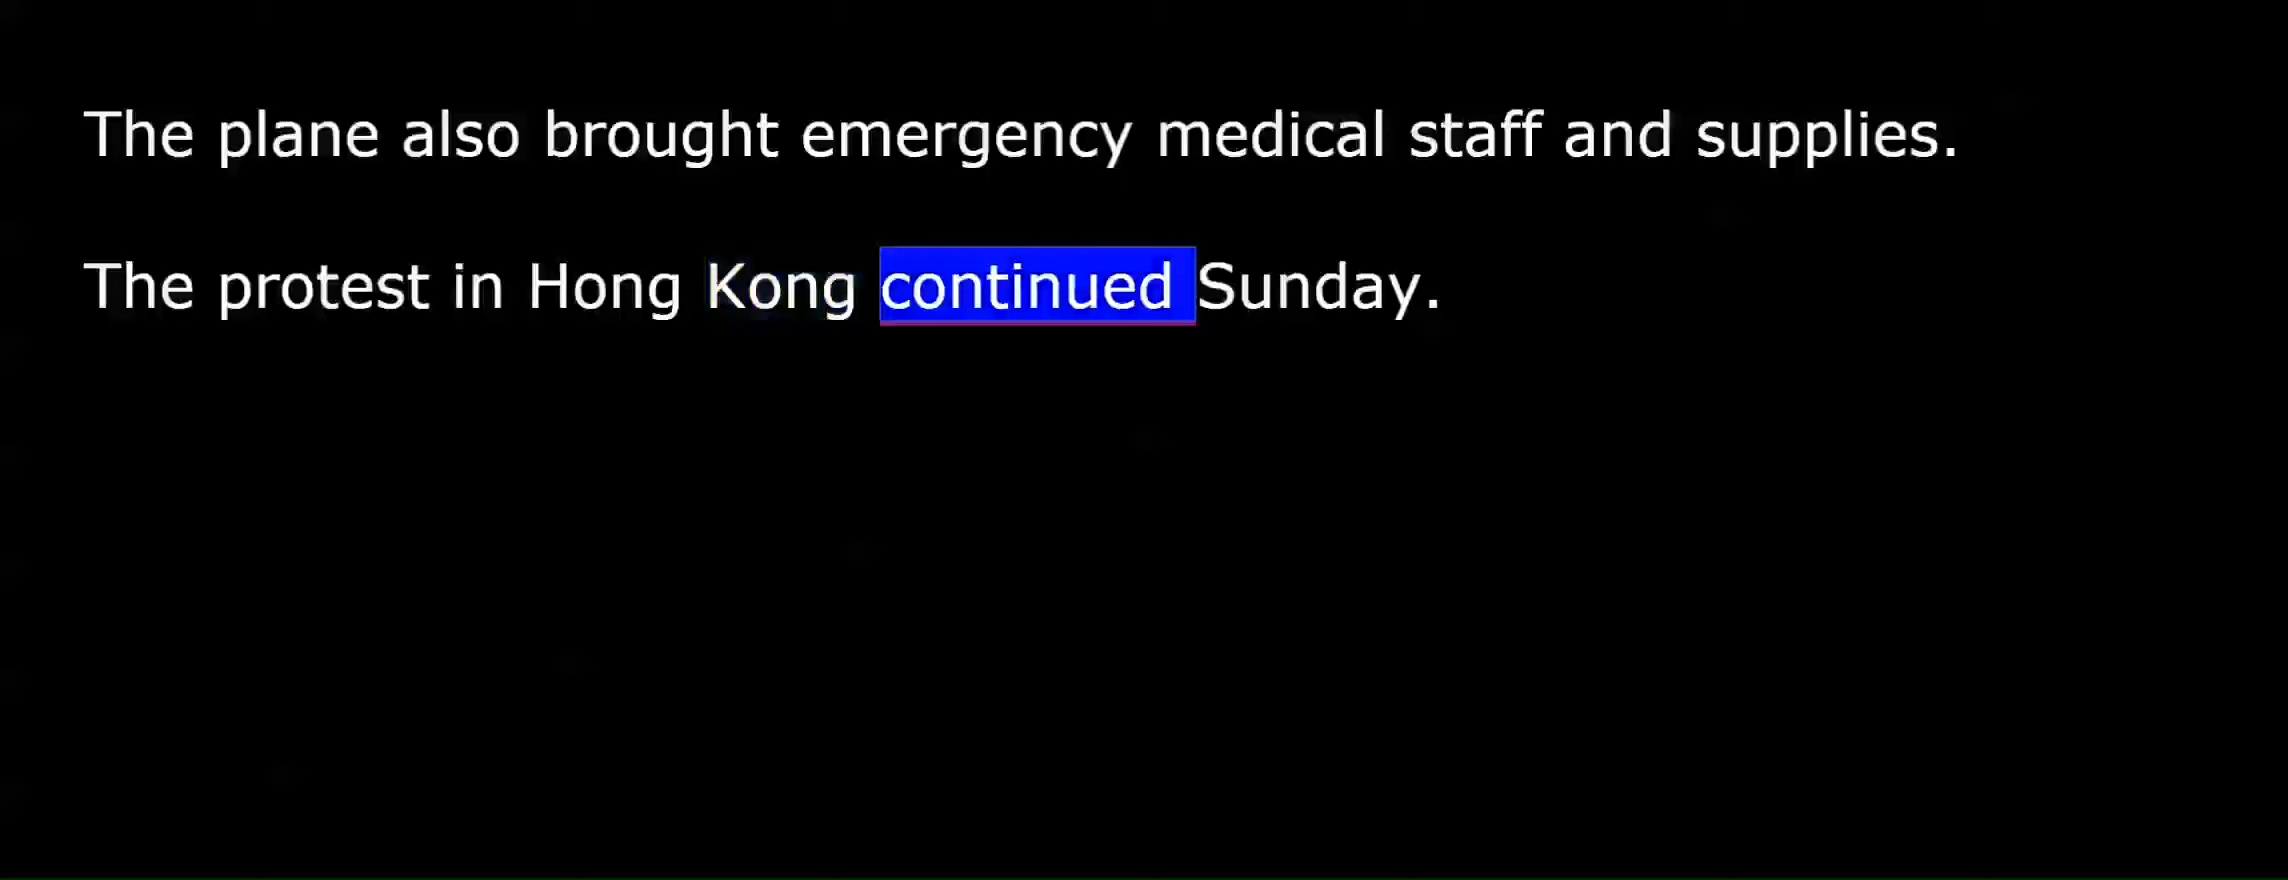 The plane also brought emergency medical staff and supplies.
The protest in Hong Kong continued Sunday.